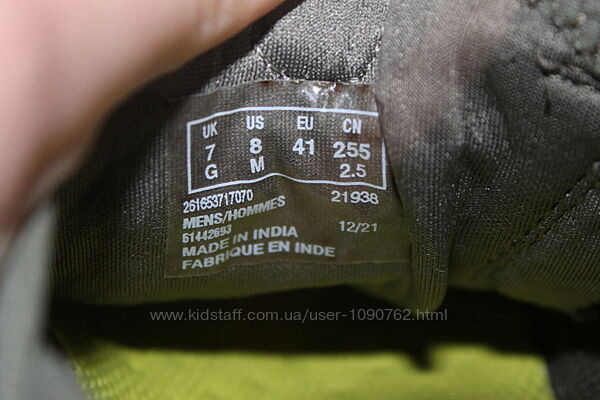 UK US EU CN
7 8 41 255
G M 2.5
261653717070 21938
MENS/HOMMES
61442693 12/21
MADE IN INDIA
FABRIQUE EN INDE
www.kidstaff.com.ua/user-1090762.html